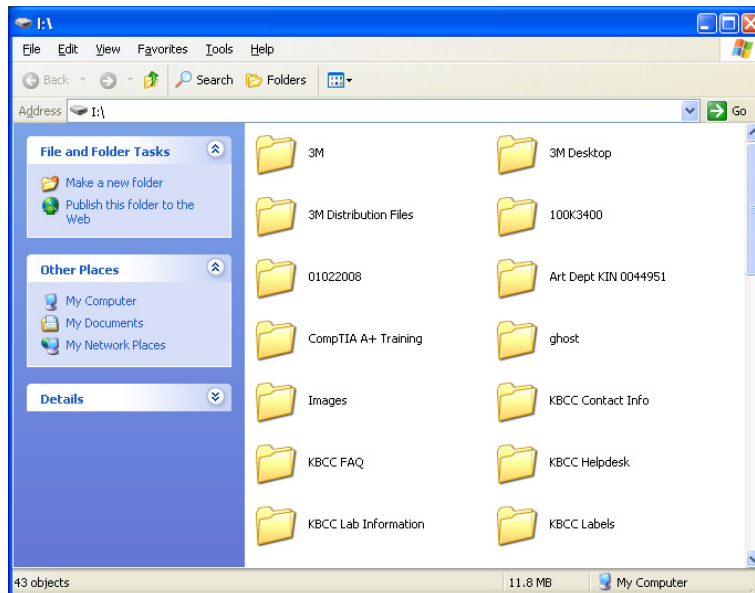 I:\
File Edit View Favorites Tools Help
Back Search Folders
Address I:\ Go
File and Folder Tasks
Make a new folder
Publish this folder to the
Web
Other Places
My Computer
My Documents
My Network Places
Details
3M 3M Desktop
3M Distribution Files 100K3400
01022008 Art Dept KIN 0044951
CompTIA A+ Training ghost
Images KBCC Contact Info
KBCC FAQ KBCC Helpdesk
KBCC Lab Information KBCC Labels
43 objects 11.8 MB My Computer